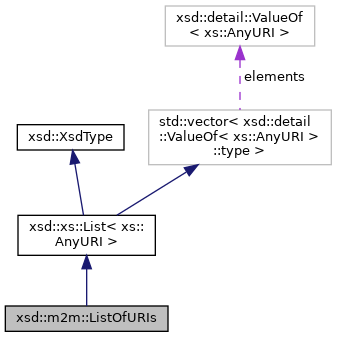 xsd::detail::ValueOf
< xs::AnyURI >
elements
std::vector< xsd::detail
::ValueOf< xs::AnyURI >
::type >
xsd::XsdType
xsd::xs::List< xs::
AnyURI >
xsd::m2m::ListOfURIs